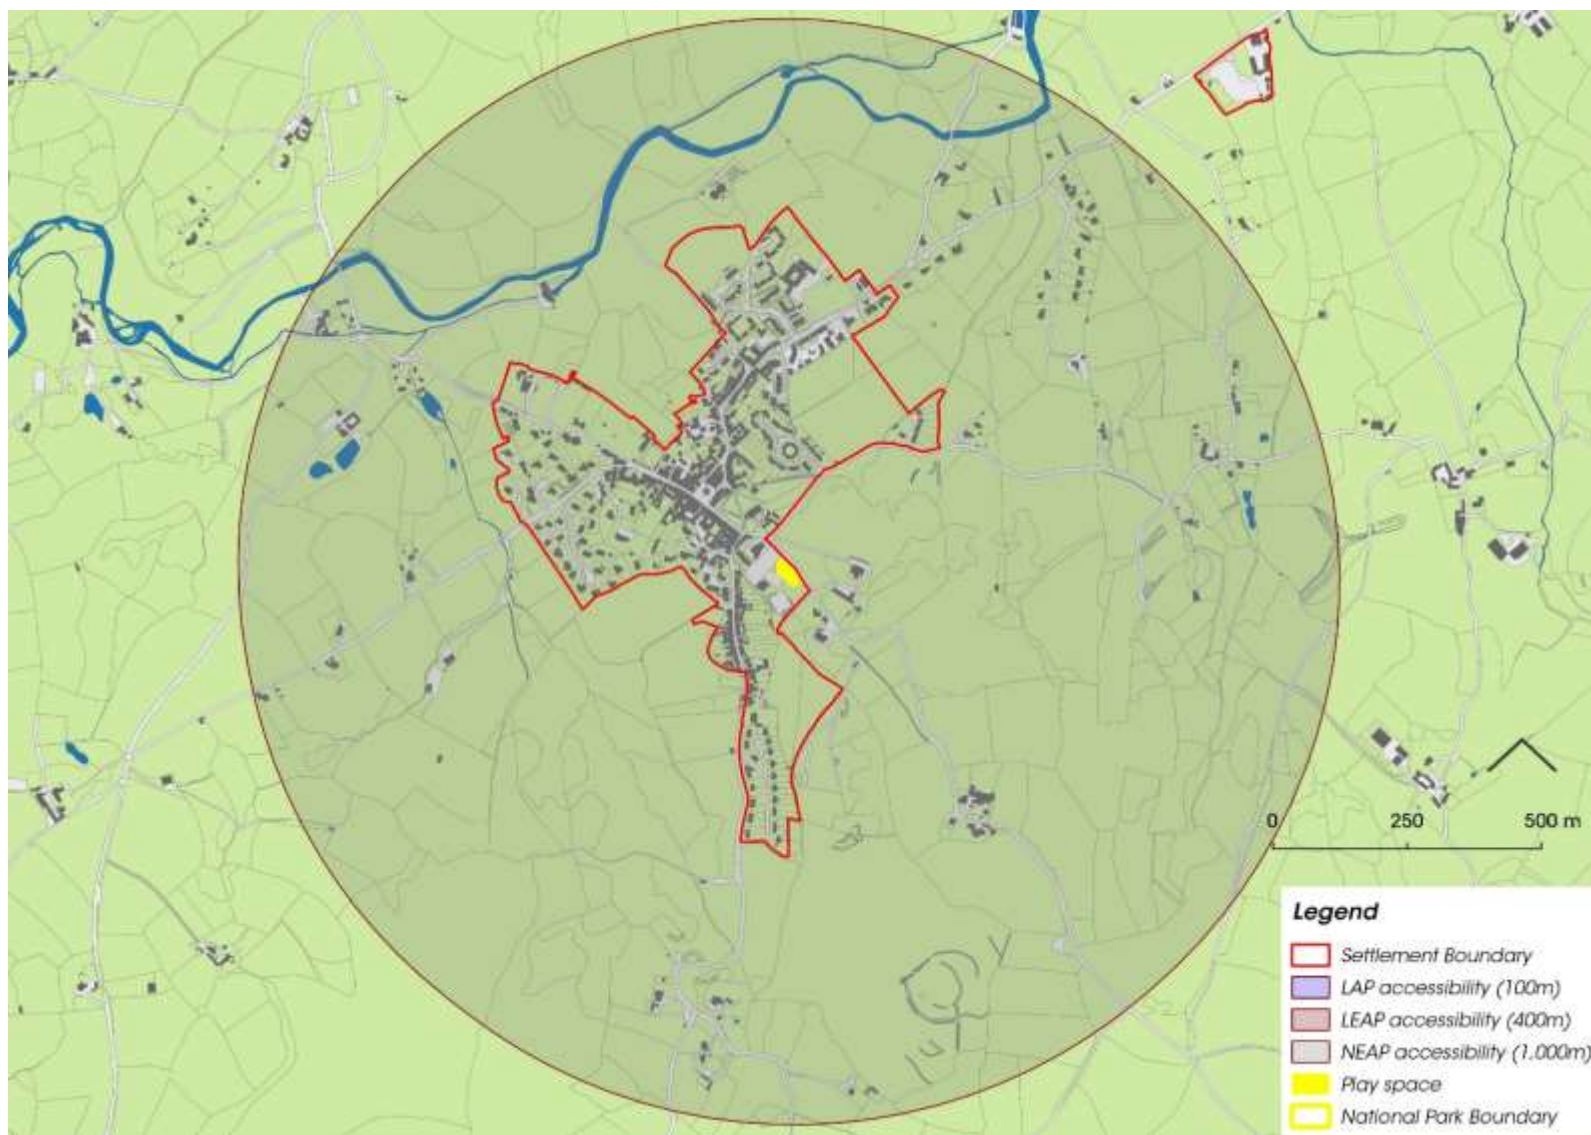 0 250 500 m
Legend
Settlement Boundary
LAP accessibility (100m)
LEAP accessibility (400m)
NEAP accessibility (1,000m)
Play space
National Park Boundary